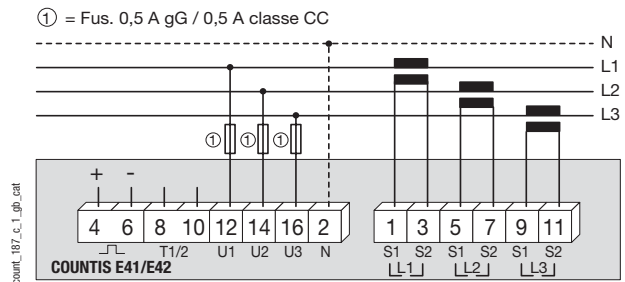 ① = Fus. 0,5 A gG / 0,5 A classe CC
N
L1
L2
L3
① ① ①
+ -
4 6 8 10 12 14 16 2 1 3 5 7 9 11
T1/2 U1 U2 U3 N S1 S2 S1 S2 S1 S2
COUNTIS E41/E42 L1 L2 L3
count_187_c_1_gb_cat